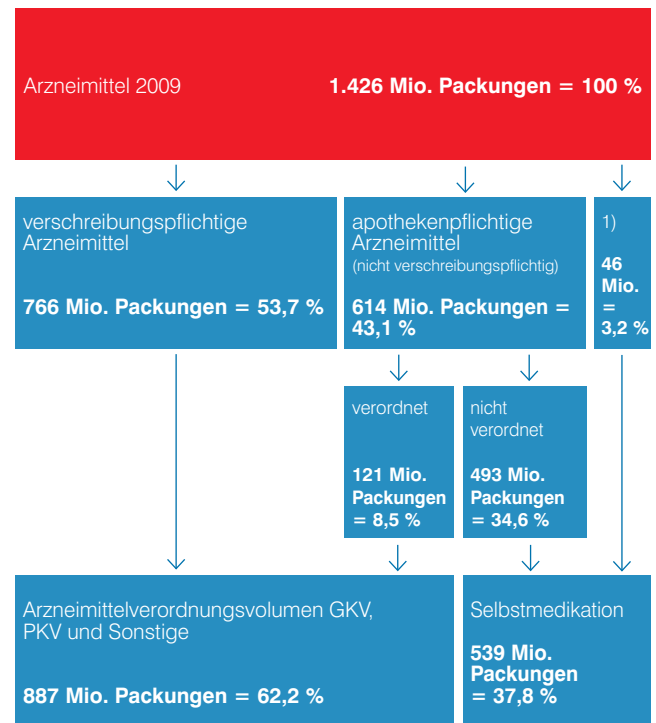 Arzneimittel 2009 1.426 Mio. Packungen = 100 %
verschreibungspflichtige
Arzneimittel
766 Mio. Packungen = 53,7 %
apothekenpflichtige
Arzneimittel
(nicht verschreibungspflichtig)
614 Mio. Packungen =
43,1 %
1)
46
Mio.
=
3,2 %
verordnet
121 Mio.
Packungen
= 8,5 %
nicht
verordnet
493 Mio.
Packungen
= 34,6 %
Arzneimittelverordnungsvolumen GKV,
PKV und Sonstige
887 Mio. Packungen = 62,2 %
Selbstmedikation
539 Mio.
Packungen
= 37,8 %